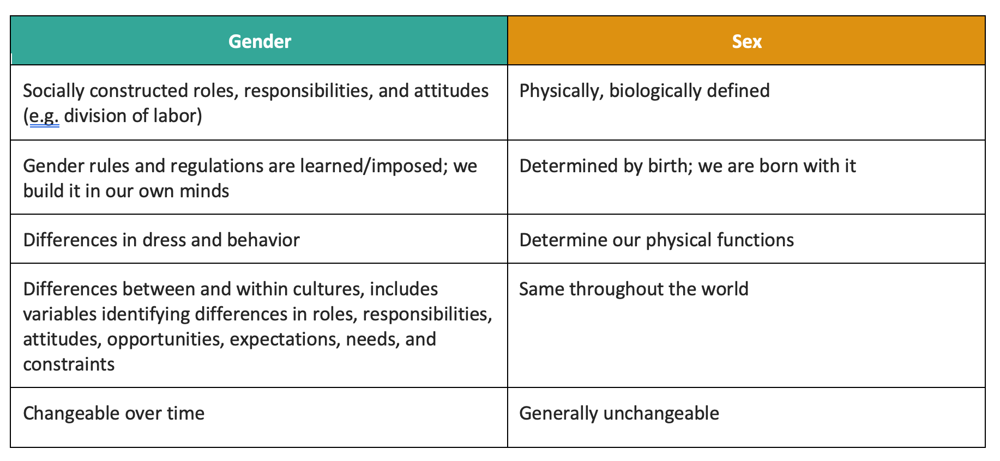 Gender
Sex
Socially constructed roles, responsibilities, and attitudes
(e.g. division of labor)
Physically, biologically defined
Gender rules and regulations are learned/imposed; we
build it in our own minds
Determined by birth; we are born with it
Differences in dress and behavior
Determine our physical functions
Differences between and within cultures, includes
variables identifying differences in roles, responsibilities,
attitudes, opportunities, expectations, needs, and
constraints
Same throughout the world
Changeable over time
Generally unchangeable